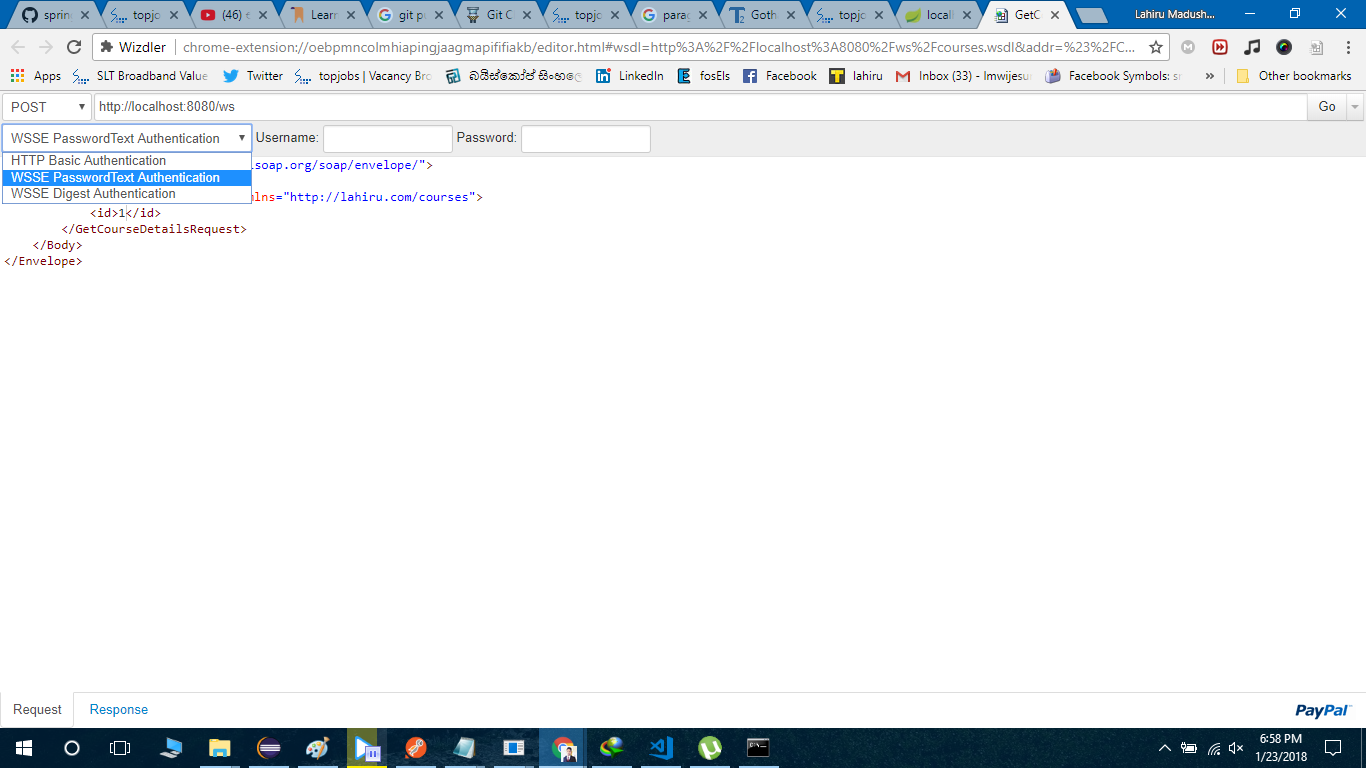 spring topjo (46) e Learn git pu Git C topjo parag Goth topjo locall GetC Lahiru Madush...
Wizdler chrome-extension://oebpmncolmhiapingjaagmapififiakb/editor.html#wsdl=http%3A%2F%2Flocalhost%3A8080%2Fws%2Fcourses.wsdl&addr=%23%2FC... M
Apps SLT Broadband Value Twitter topjobs | Vacancy Bro බයිස්කෝප් සිංහලෙ LinkedIn fosEls Facebook lahiru Inbox (33) - Imwijesu Facebook Symbols: sr » Other bookmarks
POST http://localhost:8080/ws Go
WSSE PasswordText Authentication Username: Password:
HTTP Basic Authentication .soap.org/soap/envelope/">
WSSE PasswordText Authentication
WSSE Digest Authentication mlns="http://lahiru.com/courses">
<id>1</id>
</GetCourseDetailsRequest>
</Body>
</Envelope>
Request Response PayPal
6:58 PM
1/23/2018